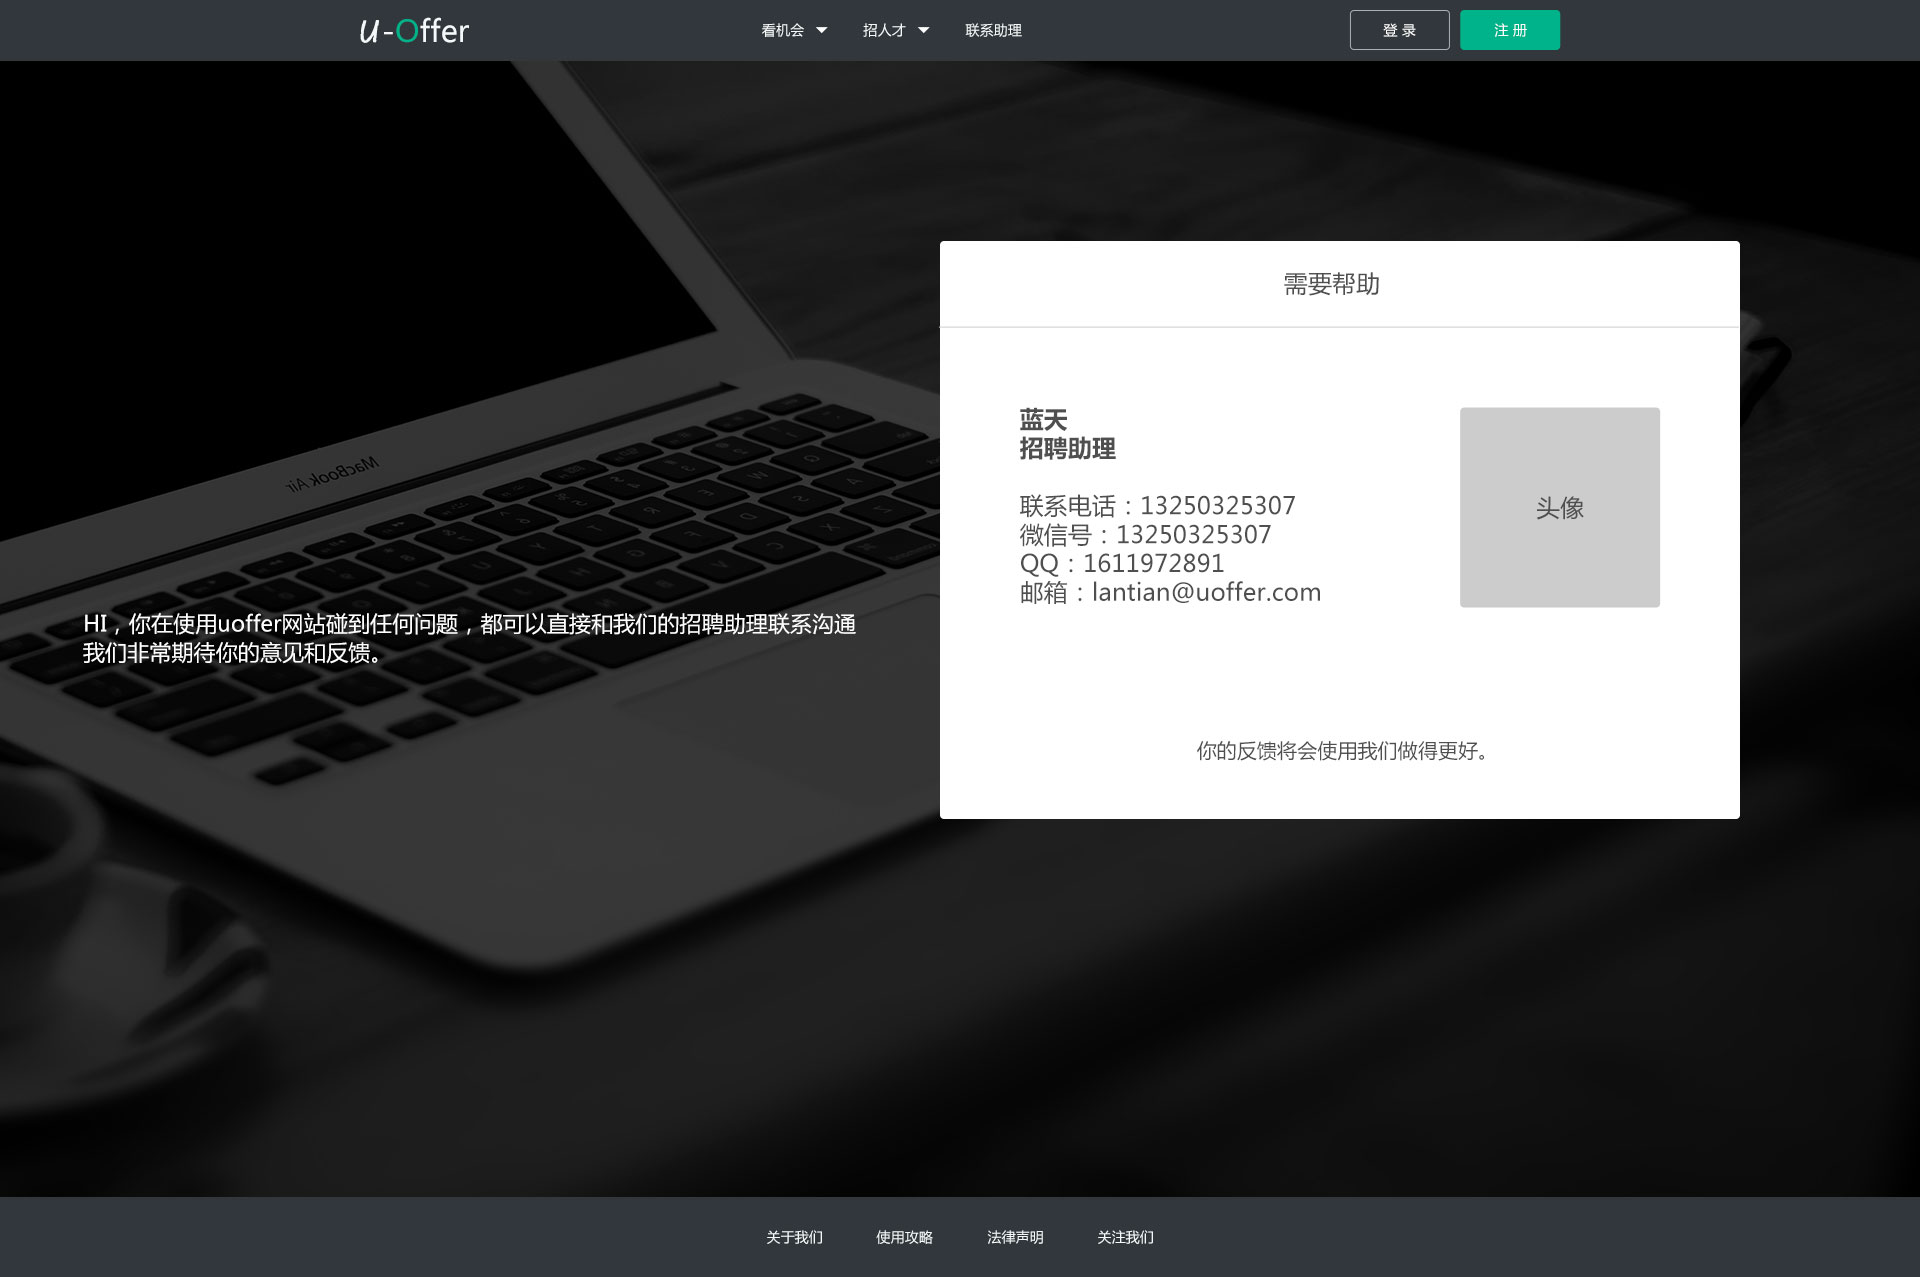 u-Offer
看机会
招人才
联系助理
登 录
注 册
需要帮助
蓝天
招聘助理
联系电话：13250325307
微信号：13250325307
QQ：1611972891
邮箱：lantian@uoffer.com
头像
MacBook Air
HI，你在使用uoffer网站碰到任何问题，都可以直接和我们的招聘助理联系沟通
我们非常期待你的意见和反馈。
你的反馈将会使用我们做得更好。
关于我们
使用攻略
法律声明
关注我们